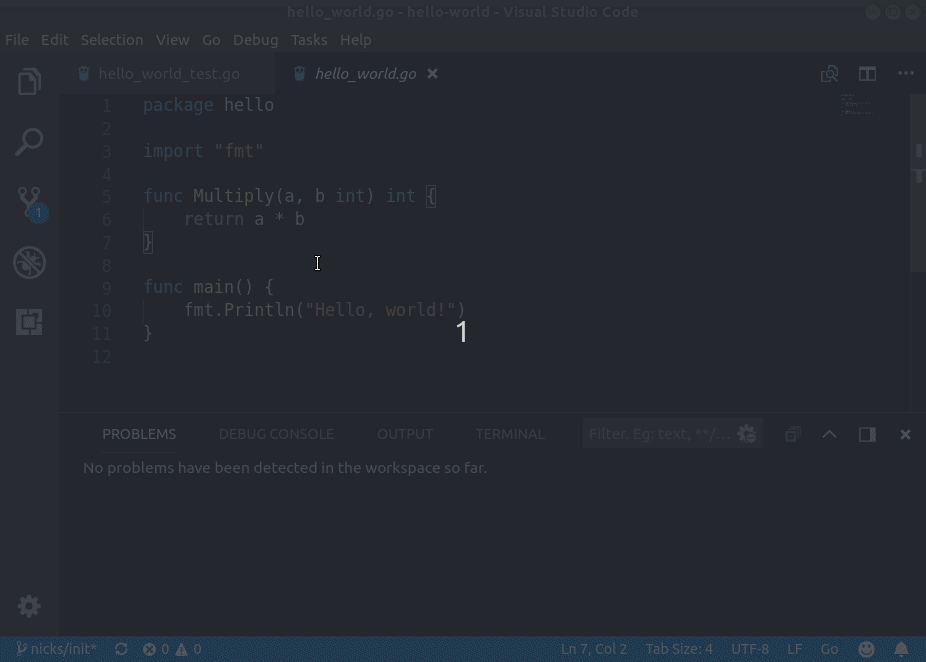 hello_world.go - hello-world - Visual Studio Code
File Edit Selection View Go Debug Tasks Help
hello_world_test.go hello_world.go
1 package hello
2
3 import "fmt"
4
5 func Multiply(a, b int) int {
6 return a * b
7 }
8
9 func main() {
10 fmt.Println("Hello, world!")
11 }
12
1
1
PROBLEMS DEBUG CONSOLE OUTPUT TERMINAL Filter. Eg: text, **/...
No problems have been detected in the workspace so far.
nicks/init* 0 0 Ln 7, Col 2 Tab Size: 4 UTF-8 LF Go